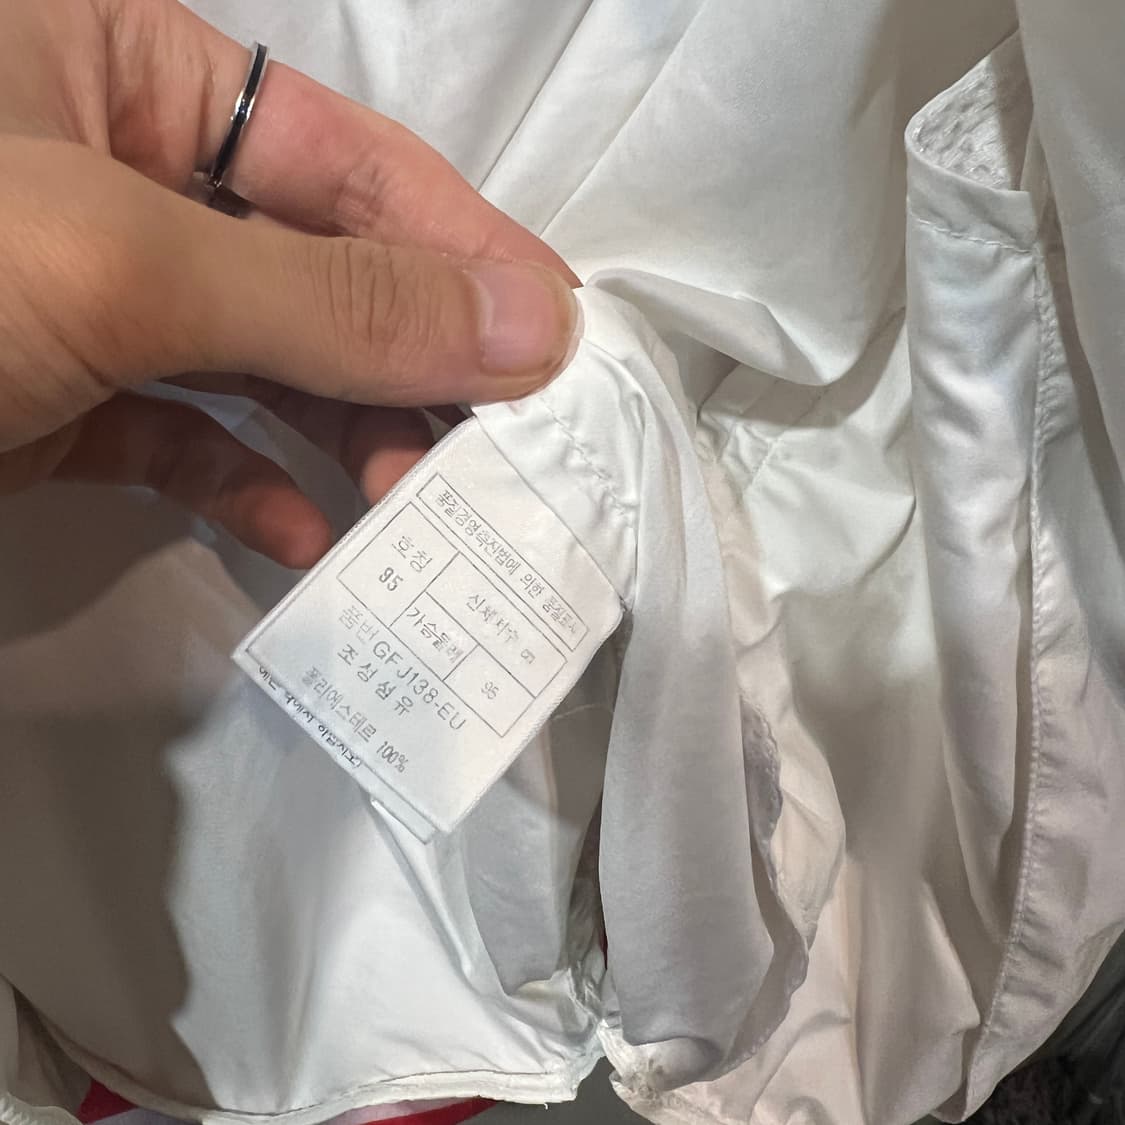 품질경영촉진법에 의한 품질표시
호칭
95
신체치수 cm
가슴둘레
95
품번 GFJ138-EU
조성섬유
폴리에스테르 100%